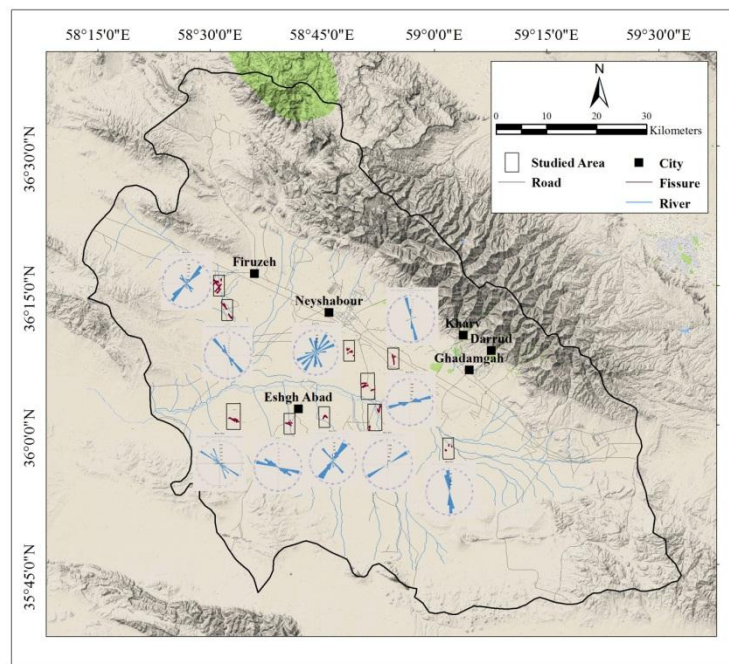 58°15'0"E 58°30'0"E 58°45'0"E 59°0'0"E 59°15'0"E 59°30'0"E
N
0 5 10 20 30
Kilometers
Studied Area City
Road Fissure
River
36°30'0"N
36°15'0"N
36°0'0"N
35°45'0"N
Firuzeh
Neyshabour
Kharv
Darrud
Ghadamgah
Eshgh Abad